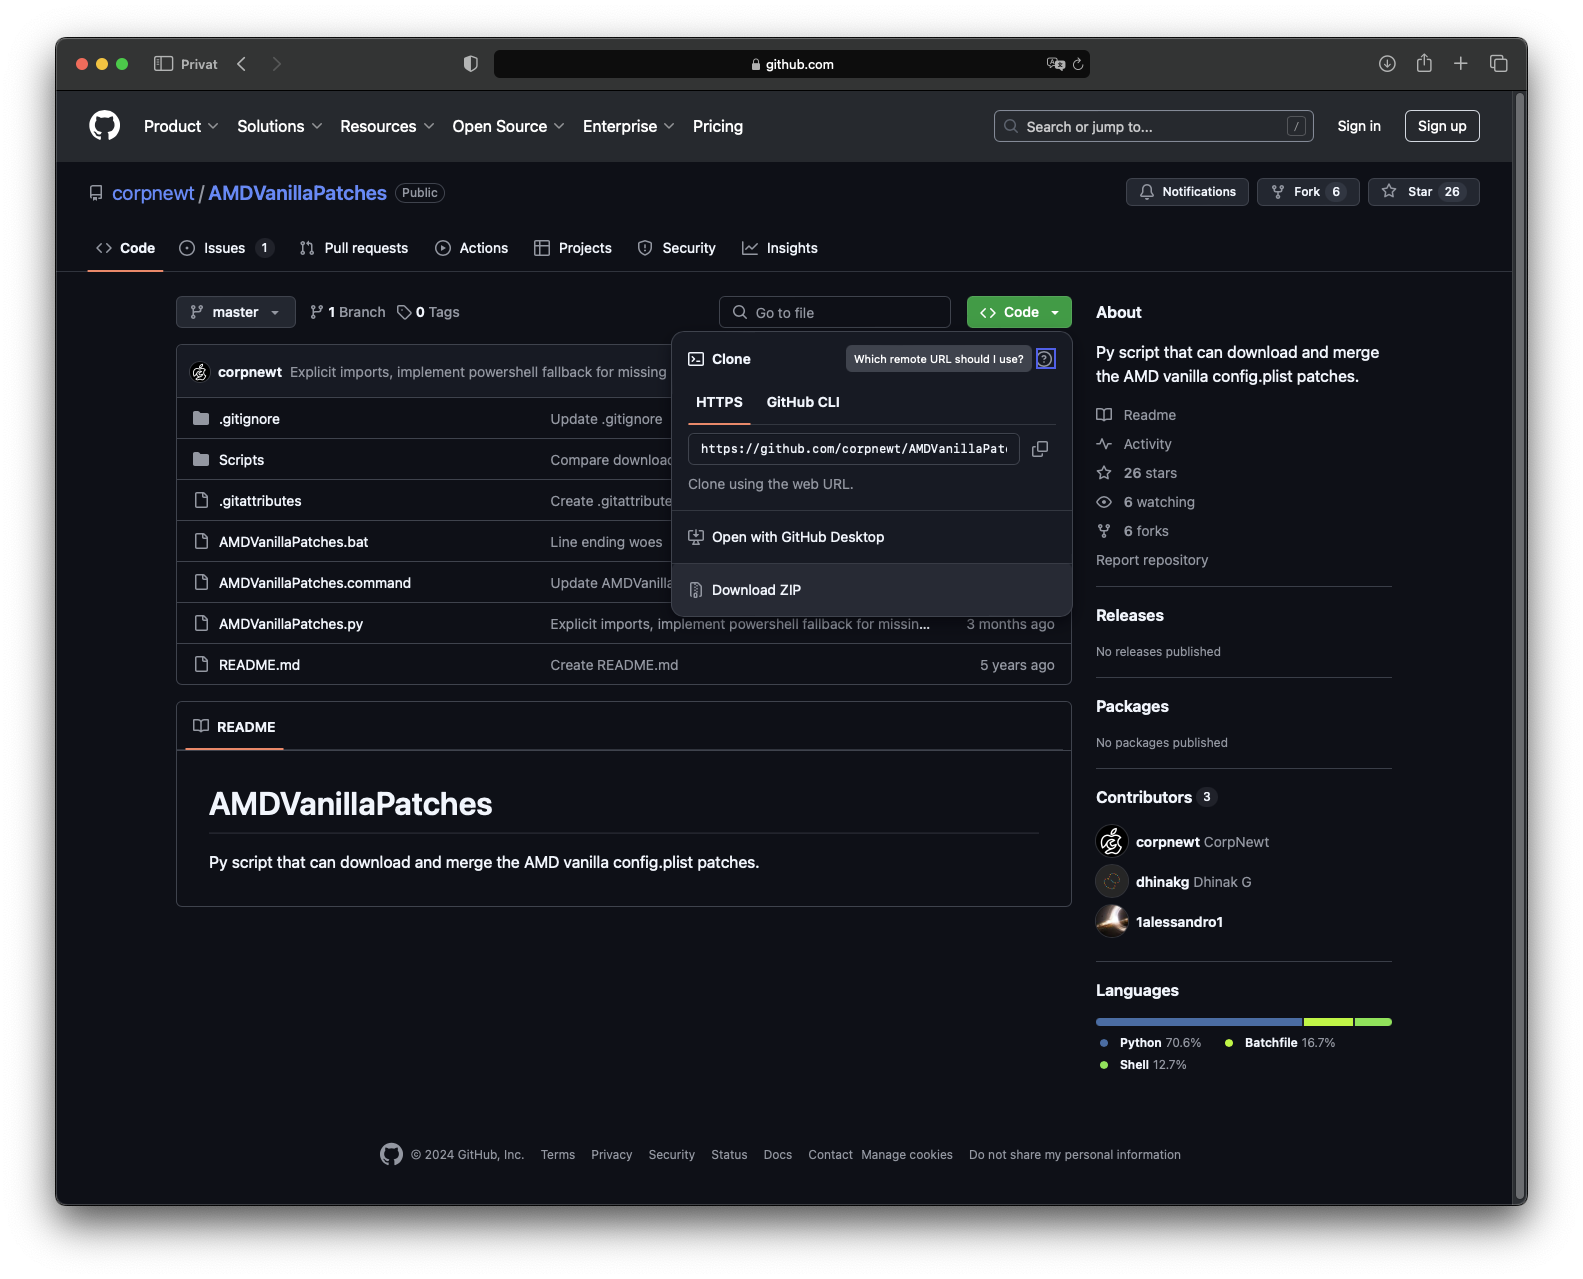 Privat
github.com
Product Solutions Resources Open Source Enterprise Pricing
Search or jump to... /
Sign in
Sign up
corpnewt / AMDVanillaPatches Public
Notifications
Fork 6
Star 26
Code Issues 1 Pull requests Actions Projects Security Insights
master
1 Branch 0 Tags
Go to file
Code
corpnewt Explicit imports, implement powershell fallback for missing
.gitignore Update .gitignore
Scripts Compare download
.gitattributes Create .gitattribute
AMDVanillaPatches.bat Line ending woes
AMDVanillaPatches.command Update AMDVanilla
AMDVanillaPatches.py Explicit imports, implement powershell fallback for missin... 3 months ago
README.md Create README.md 5 years ago
Clone
Which remote URL should I use?
HTTPS GitHub CLI
https://github.com/corpnewt/AMDVanillaPat
Clone using the web URL.
Open with GitHub Desktop
Download ZIP
README
AMDVanillaPatches
Py script that can download and merge the AMD vanilla config.plist patches.
About
Py script that can download and merge
the AMD vanilla config.plist patches.
Readme
Activity
26 stars
6 watching
6 forks
Report repository
Releases
No releases published
Packages
No packages published
Contributors 3
corpnewt CorpNewt
dhinakg Dhinak G
1alessandro1
Languages
Python 70.6% Batchfile 16.7%
Shell 12.7%
© 2024 GitHub, Inc. Terms Privacy Security Status Docs Contact Manage cookies Do not share my personal information